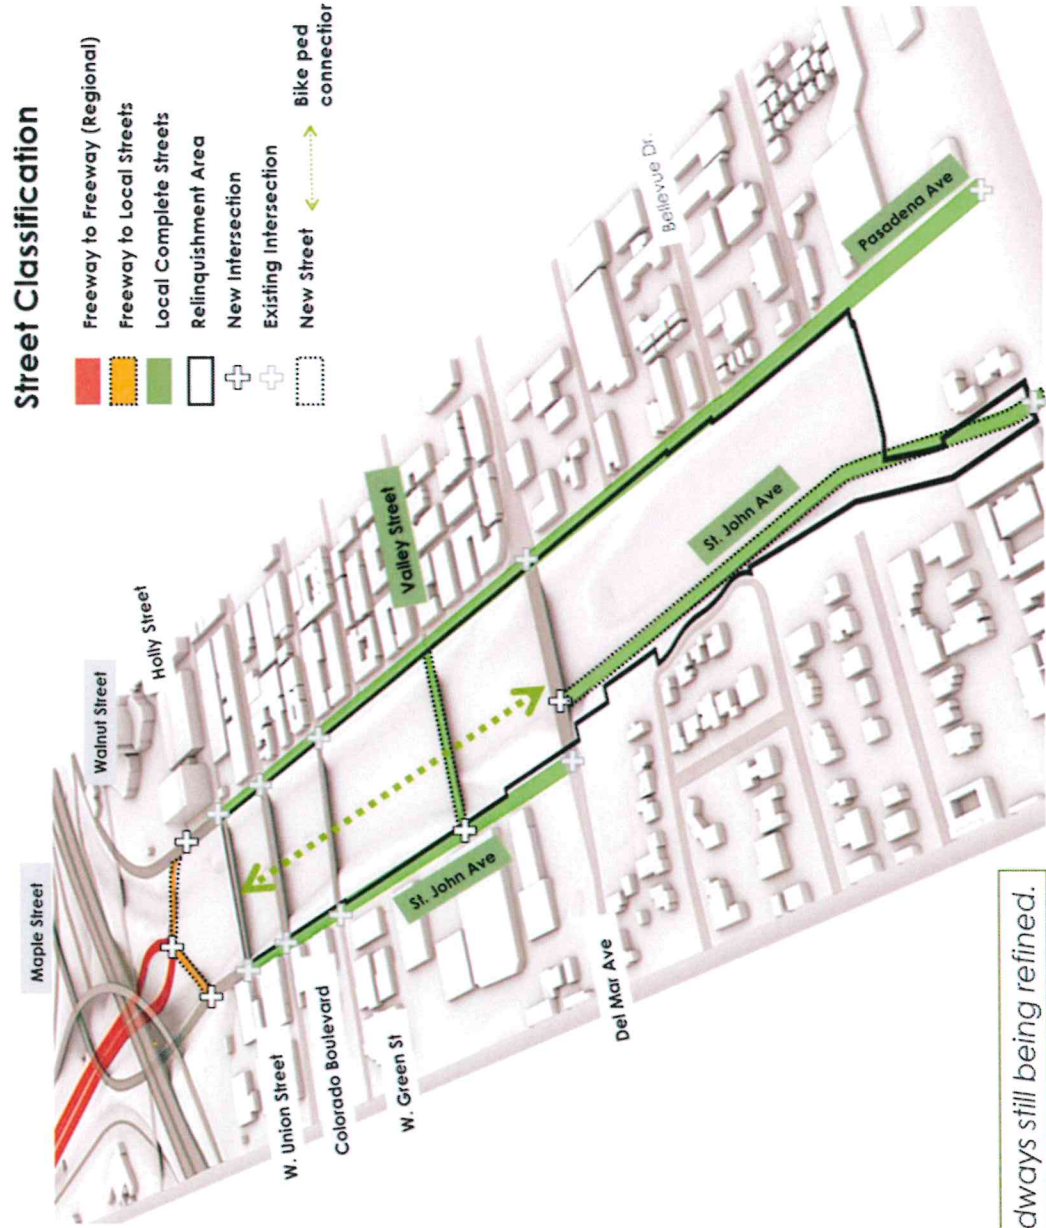 Street Classification
Freeway to Freeway (Regional)
Freeway to Local Streets
Local Complete Streets
Relinquishment Area
New Intersection
Existing Intersection
New Street
Bike ped
connection
Maple Street
Walnut Street
Holly Street
Valley Street
Bellevue Dr.
Pasadena Ave
St. John Ave
St. John Ave
W. Union Street
Colorado Boulevard
W. Green St
Del Mar Ave
dways still being refined.